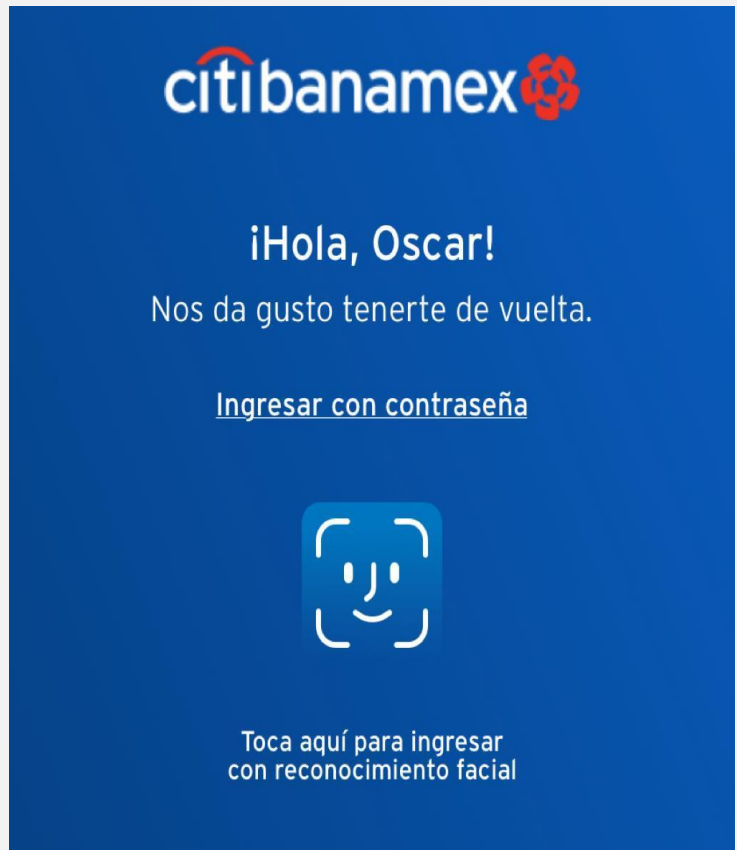 citibanamex
¡Hola, Oscar!
Nos da gusto tenerte de vuelta.
Ingresar con contraseña
Toca aquí para ingresar
con reconocimiento facial